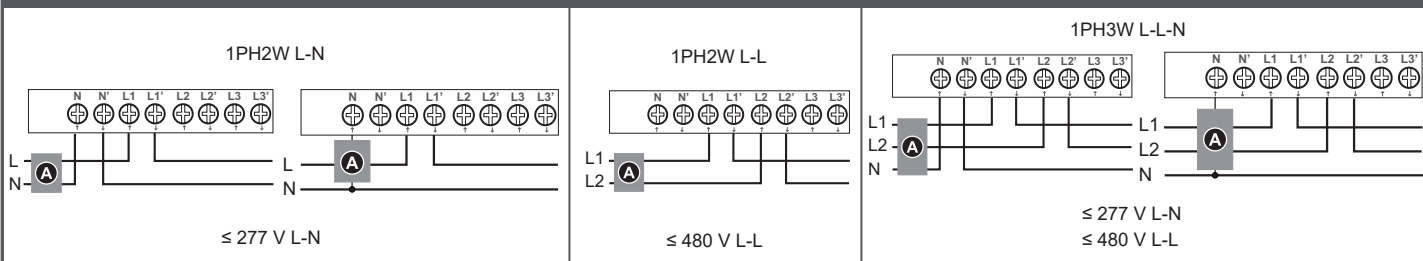 1PH2W L-N
N N' L1 L1' L2 L2' L3 L3'
L
N
A
N N' L1 L1' L2 L2' L3 L3'
L
N
A
≤ 277 V L-N
1PH2W L-L
N N' L1 L1' L2 L2' L3 L3'
L1
L2
A
≤ 480 V L-L
1PH3W L-L-N
N N' L1 L1' L2 L2' L3 L3'
L1
L2
N
A
N N' L1 L1' L2 L2' L3 L3'
L1
L2
N
A
≤ 277 V L-N
≤ 480 V L-L